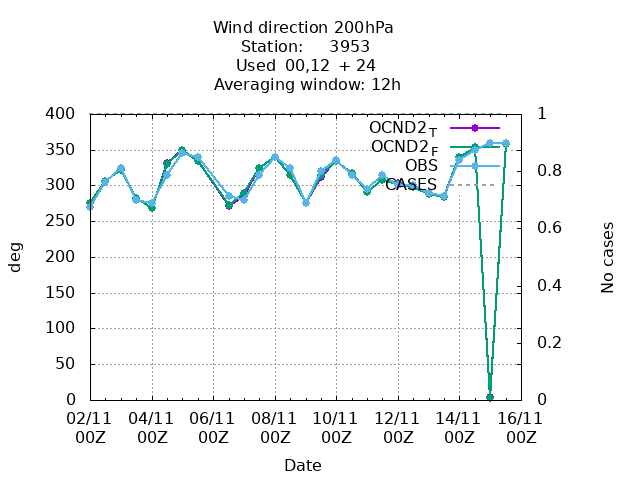 Wind direction 200hPa
Station: 3953
Used 00,12 + 24
Averaging window: 12h
400
350
300
250
200
150
100
50
0
deg
1
0.8
0.6
0.4
0.2
0
No cases
OCND2T
OCND2F
OBS
CASES
02/11 04/11 06/11 08/11 10/11 12/11 14/11 16/11
00Z 00Z 00Z 00Z 00Z 00Z 00Z 00Z
Date